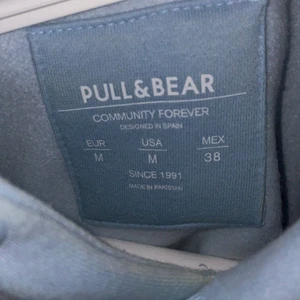 PULL&BEAR
COMMUNITY FOREVER
DESIGNED IN SPAIN
EUR USA MEX
M M 38
SINCE 1991
MADE IN PAKISTAN